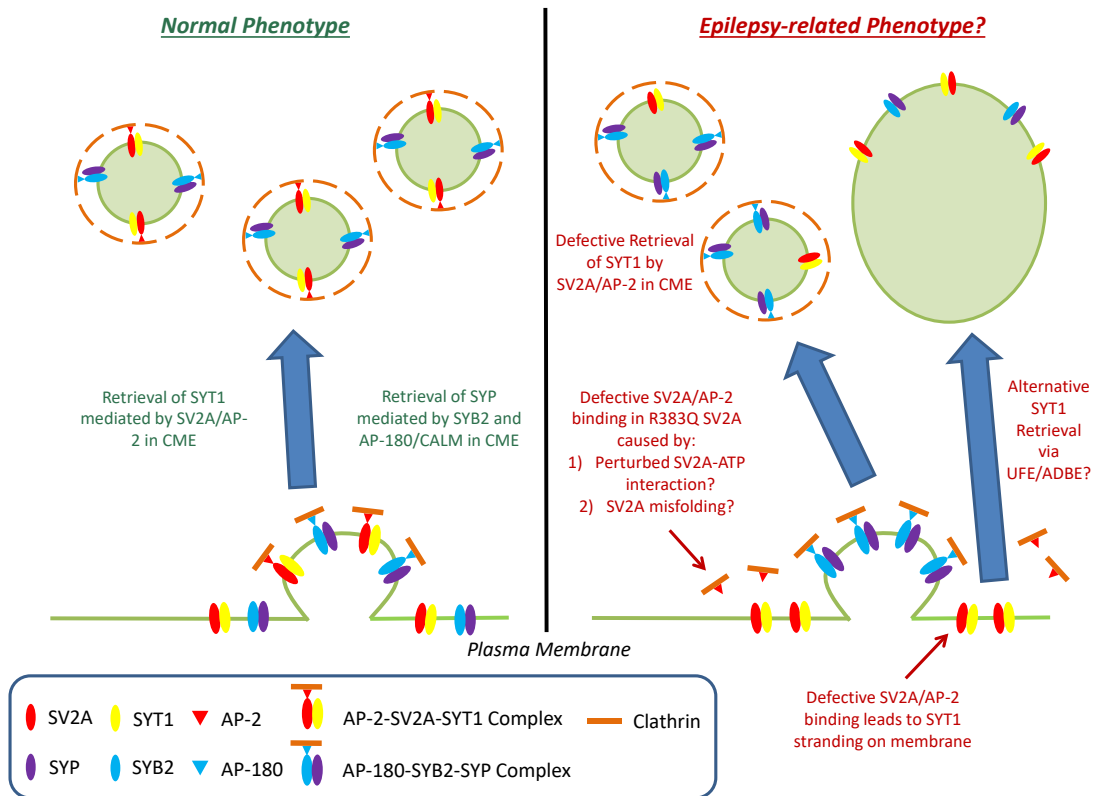 Normal Phenotype
Retrieval of SYT1
mediated by SV2A/AP-
2 in CME
Retrieval of SYP
mediated by SYB2 and
AP-180/CALM in CME
Epilepsy-related Phenotype?
Defective Retrieval
of SYT1 by
SV2A/AP-2 in CME
Defective SV2A/AP-2
binding in R383Q SV2A
caused by:
1) Perturbed SV2A-ATP
interaction?
2) SV2A misfolding?
Alternative
SYT1
Retrieval
via
UFE/ADBE?
Plasma Membrane
Defective SV2A/AP-2
binding leads to SYT1
stranding on membrane
SV2A
SYT1
AP-2
AP-2-SV2A-SYT1 Complex
Clathrin
SYP
SYB2
AP-180
AP-180-SYB2-SYP Complex